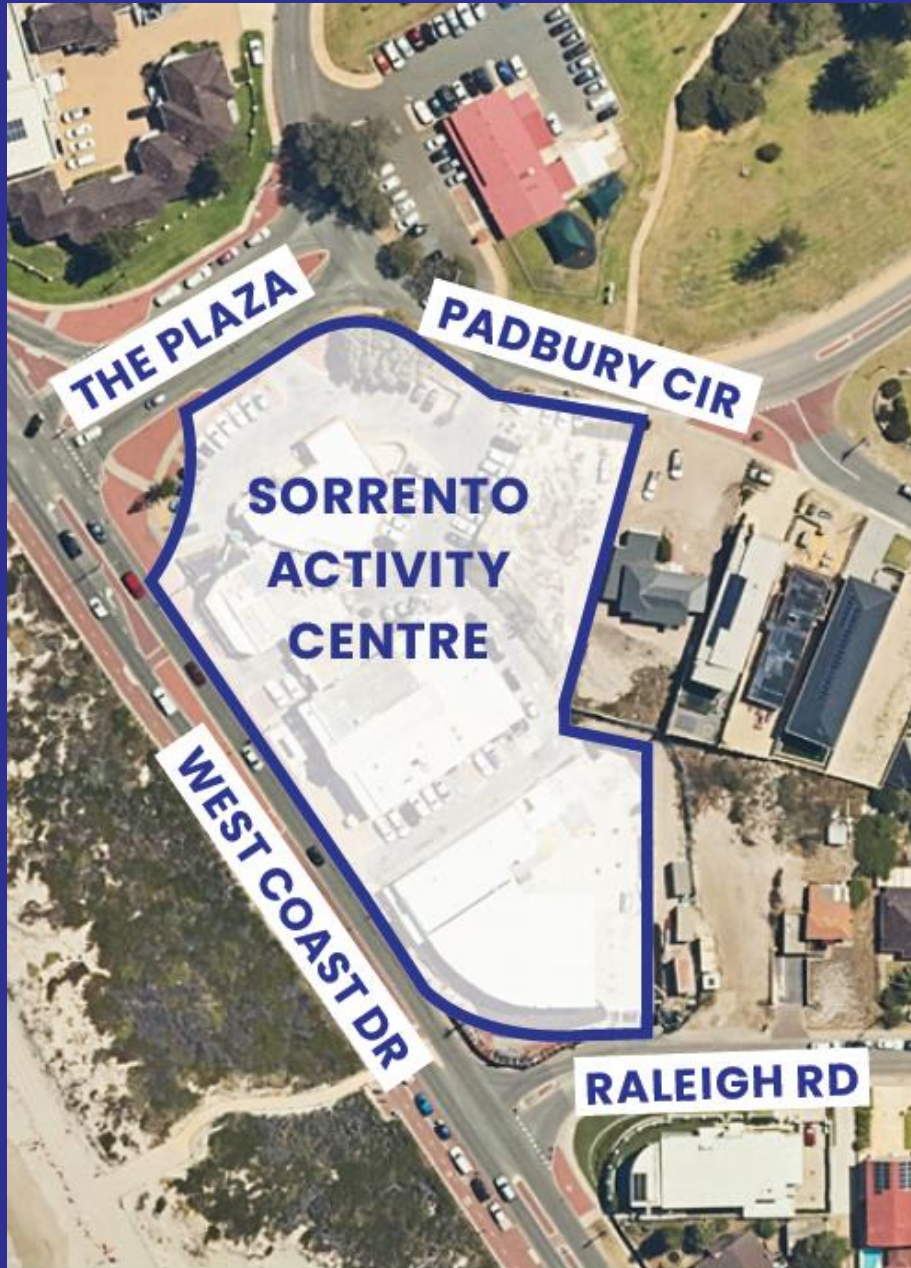 THE PLAZA
PADBURY CIR
SORRENTO
ACTIVITY
CENTRE
WEST COAST DR
RALEIGH RD